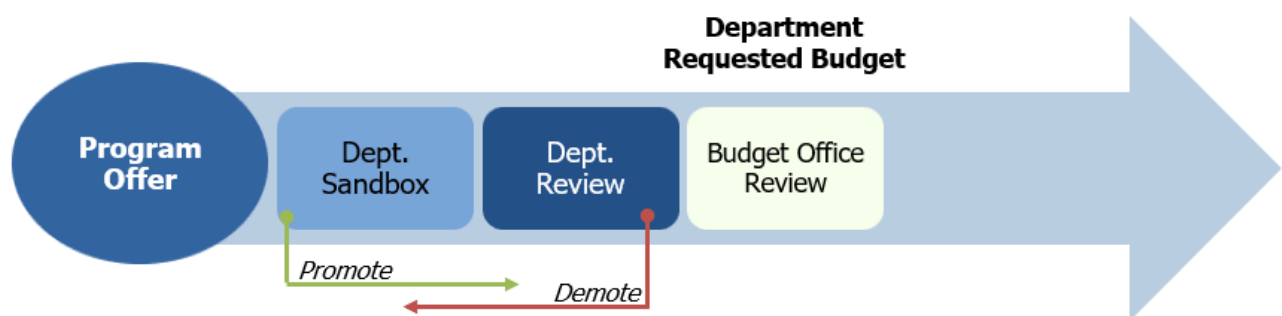 Department
Requested Budget
Program
Offer
Dept.
Sandbox
Dept.
Review
Budget Office
Review
Promote
Demote